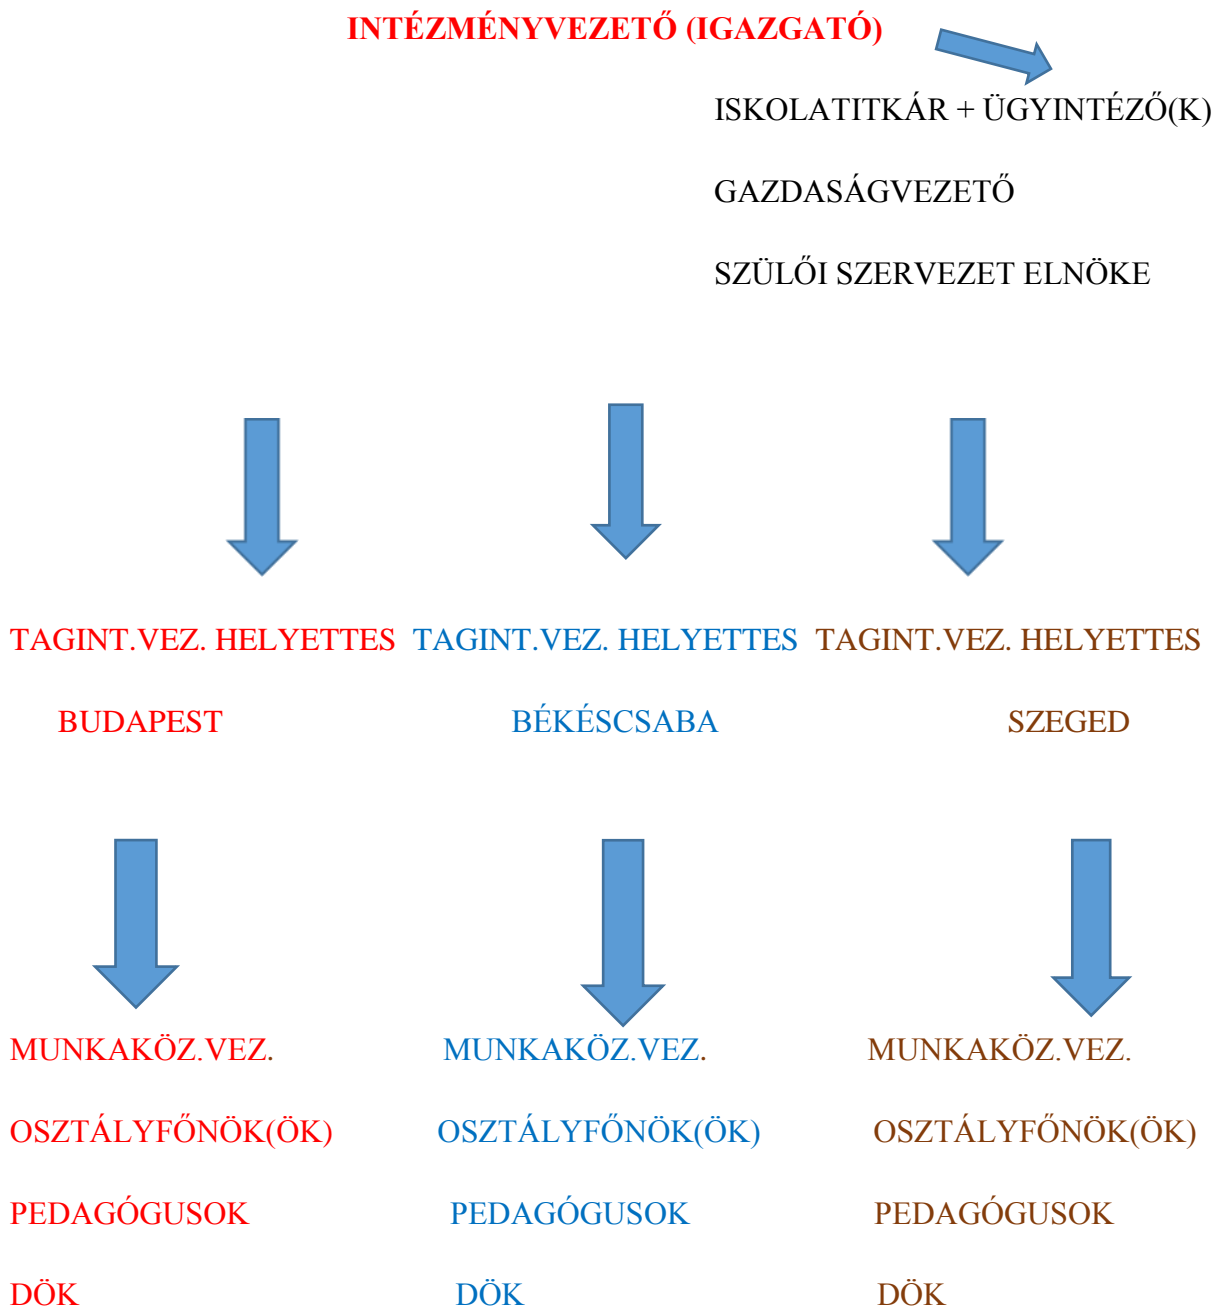 INTÉZMÉNYVEZETŐ (IGAZGATÓ)
ISKOLATITKÁR + ÜGYINTÉZŐ(K)
GAZDASÁGVEZETŐ
SZÜLŐI SZERVEZET ELNÖKE
TAGINT.VEZ. HELYETTES TAGINT.VEZ. HELYETTES TAGINT.VEZ. HELYETTES
BUDAPEST BÉKÉSCSABA SZEGED
MUNKAKÖZ.VEZ. MUNKAKÖZ.VEZ. MUNKAKÖZ.VEZ.
OSZTÁLYFŐNÖK(ÖK) OSZTÁLYFŐNÖK(ÖK) OSZTÁLYFŐNÖK(ÖK)
PEDAGÓGUSOK PEDAGÓGUSOK PEDAGÓGUSOK
DÖK DÖK DÖK